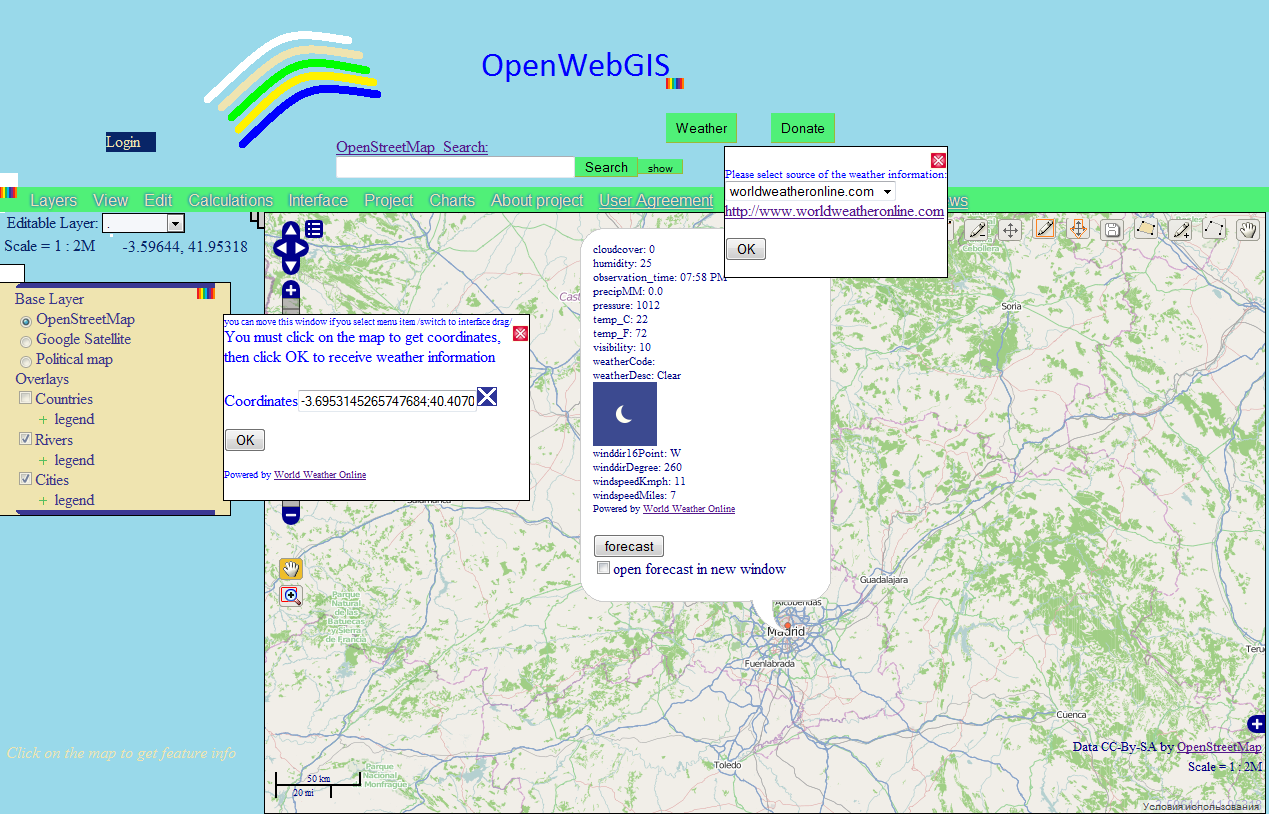 OpenWebGIS
Weather
Donate
Login
OpenStreetMap Search:
Search
show
Layers View Edit Calculations Interface Project Charts About project User Agreement
ws
Please select source of the weather information:
worldweatheronline.com
http://www.worldweatheronline.com
OK
Editable Layer: .
Scale = 1 : 2M -3.59644, 41.95318
Base Layer
OpenStreetMap
Google Satellite
Political map
Overlays
Countries
+ legend
Rivers
+ legend
Cities
+ legend
you can move this window if you select menu item /switch to interface drag/
You must click on the map to get coordinates,
then click OK to receive weather information
Coordinates -3.6953145265747684;40.4070
OK
Powered by World Weather Online
cloudcover: 0
humidity: 25
observation_time: 07:58 PM
precipMM: 0.0
pressure: 1012
temp_C: 22
temp_F: 72
visibility: 10
weatherCode:
weatherDesc: Clear
winddir16Point: W
winddirDegree: 260
windspeedKmph: 11
windspeedMiles: 7
Powered by World Weather Online
forecast
open forecast in new window
Cebollera
Soria
Guadalajara
Alcobendas
Madrid
Fuenlabrada
Parque
Natural
de las
Batuecas
y Sierra
de Francia
Cuenca
Toledo
Parque
Nacional
de
Monfragüe
Click on the map to get feature info
50 km
20 mi
Data CC-By-SA by OpenStreetMap
Scale = 1 : 2M
Условия использования